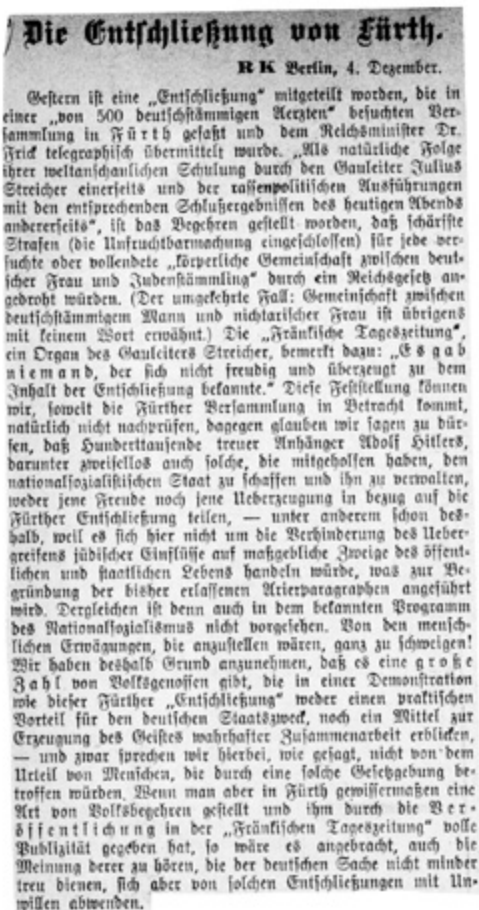 Die Entschließung von Fürth.
RK Berlin, 4. Dezember.
Gestern ist eine „Entschließung“ mitgeteilt worden, die in
einer „von 500 deutschstämmigen Aerzten“ besuchten Ver-
sammlung in Fürth gefaßt und dem Reichsminister Dr.
Frick telegraphisch übermittelt wurde. „Als natürliche Folge
ihrer weltanschaulichen Schulung durch den Gauleiter Julius
Streicher einerseits und der rassenpolitischen Ausführungen
mit den entsprechenden Schlußergebnissen des heutigen Abends
andererseits“, ist das Begehren gestellt worden, daß schärfste
Strafen (die Unfruchtbarmachung eingeschlossen) für jede ver-
suchte oder vollendete „körperliche Gemeinschaft zwischen deut-
scher Frau und Judenstämmling“ durch ein Reichsgesetz an-
gedroht würden. (Der umgekehrte Fall: Gemeinschaft zwischen
deutschstämmigem Mann und nichtarischer Frau ist übrigens
mit keinem Wort erwähnt.) Die „Fränkische Tageszeitung“,
ein Organ des Gauleiters Streicher, bemerkt dazu: „Es gab
niemand, der sich nicht freudig und überzeugt zu dem
Inhalt der Entschließung bekannte.“ Diese Feststellung können
wir, soweit die Fürther Versammlung in Betracht kommt,
natürlich nicht nachprüfen, dagegen glauben wir sagen zu dür-
fen, daß Hunderttausende treuer Anhänger Adolf Hitlers,
darunter zweifellos auch solche, die mitgeholfen haben, den
nationalsozialistischen Staat zu schaffen und ihn zu verwalten,
weder jene Freude noch jene Ueberzeugung in bezug auf die
Fürther Entschließung teilen, — unter anderem schon des-
halb, weil es sich hier nicht um die Verhinderung des Ueber-
greifens jüdischer Einflüsse auf maßgebliche Zweige des öffent-
lichen und staatlichen Lebens handeln würde, was zur Be-
gründung der bisher erlassenen Arierparagraphen angeführt
wird. Dergleichen ist denn auch in dem bekannten Programm
des Nationalsozialismus nicht vorgesehen. Von den mensch-
lichen Erwägungen, die anzustellen wären, ganz zu schweigen!
Wir haben deshalb Grund anzunehmen, daß es eine große
Zahl von Volksgenossen gibt, die in einer Demonstration
wie dieser Fürther „Entschließung“ weder einen praktischen
Vorteil für den deutschen Staatszweck, noch ein Mittel zur
Erzeugung des Geistes wahrhafter Zusammenarbeit erblicken,
— und zwar sprechen wir hierbei, wie gesagt, nicht von dem
Urteil von Menschen, die durch eine solche Gesetzgebung be-
troffen würden. Wenn man aber in Fürth gewissermaßen eine
Art von Volksbegehren gestellt und ihm durch die Ver-
öffentlichung in der „Fränkischen Tageszeitung“ volle
Publizität gegeben hat, so wäre es angebracht, auch die
Meinung derer zu hören, die der deutschen Sache nicht minder
treu dienen, sich aber von solchen Entschließungen mit Un-
willen abwenden.